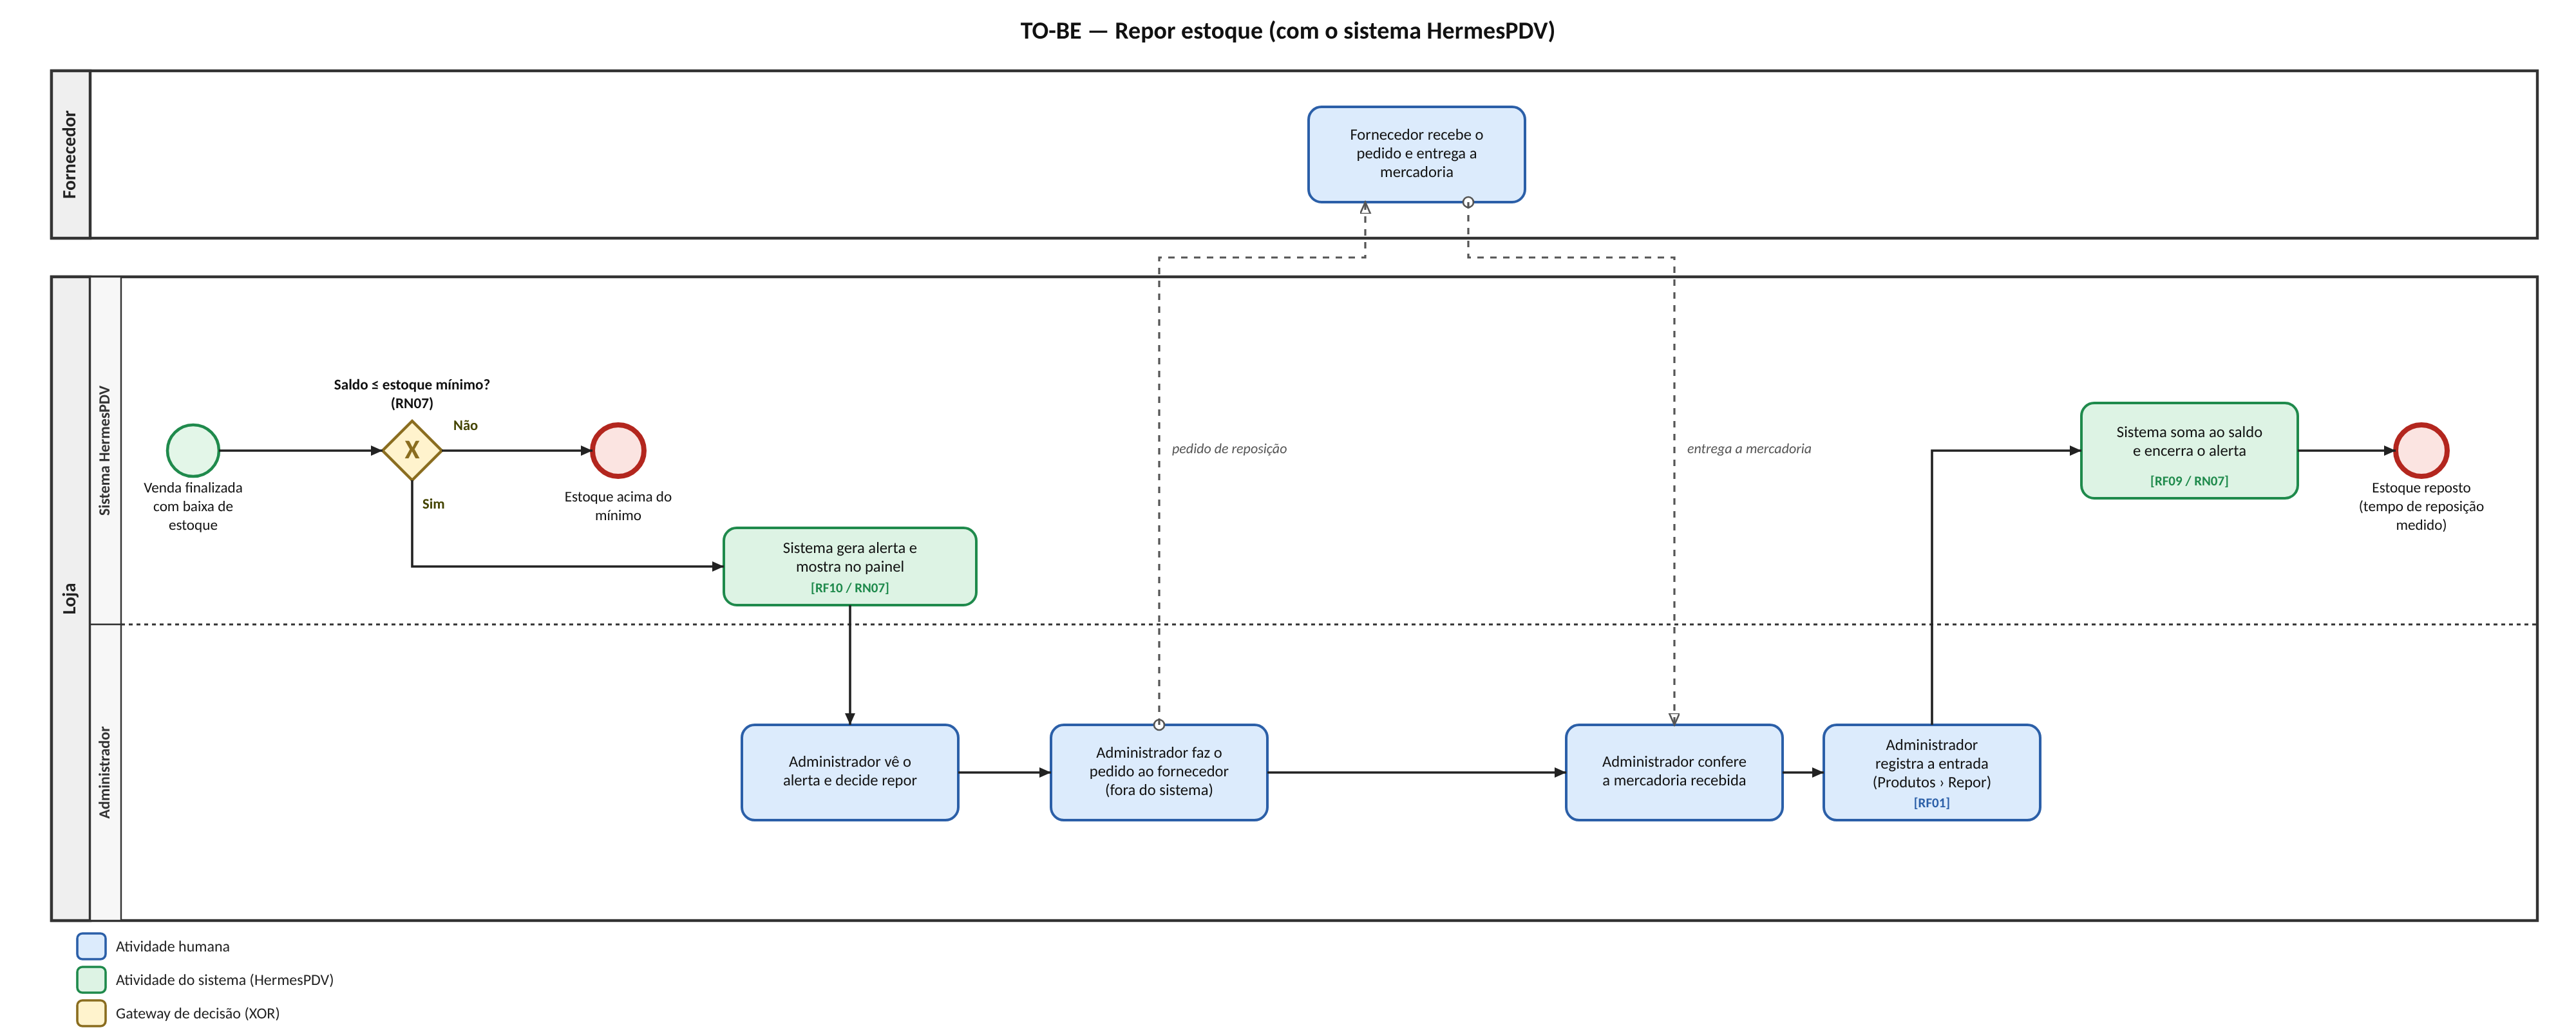 TO-BE — Repor estoque (com o sistema HermesPDV)
Fornecedor
Fornecedor recebe o
pedido e entrega a
mercadoria
Loja
Sistema HermesPDV
Saldo ≤ estoque mínimo?
(RN07)
X
Não
Sim
Venda finalizada
com baixa de
estoque
Estoque acima do
mínimo
Sistema gera alerta e
mostra no painel
[RF10 / RN07]
pedido de reposição
entrega a mercadoria
Sistema soma ao saldo
e encerra o alerta
[RF09 / RN07]
Estoque reposto
(tempo de reposição
medido)
Administrador
Administrador vê o
alerta e decide repor
Administrador faz o
pedido ao fornecedor
(fora do sistema)
Administrador confere
a mercadoria recebida
Administrador
registra a entrada
(Produtos › Repor)
[RF01]
Atividade humana
Atividade do sistema (HermesPDV)
Gateway de decisão (XOR)